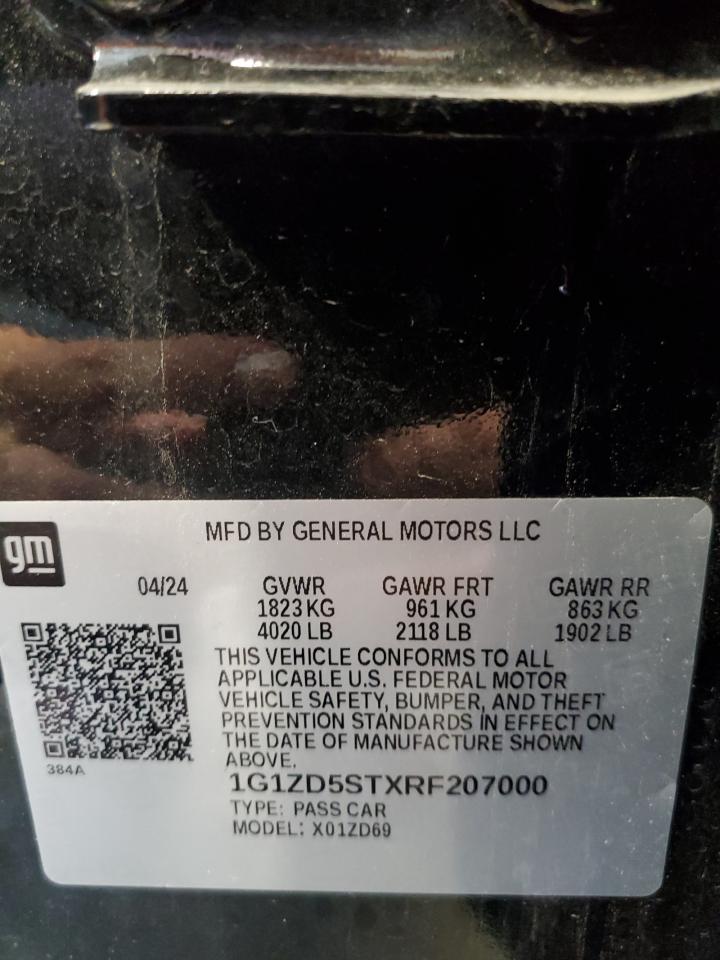 MFD BY GENERAL MOTORS LLC
gm
04/24 GVWR GAWR FRT GAWR RR
1823 KG 961 KG 863 KG
4020 LB 2118 LB 1902 LB
THIS VEHICLE CONFORMS TO ALL
APPLICABLE U.S. FEDERAL MOTOR
VEHICLE SAFETY, BUMPER, AND THEFT
PREVENTION STANDARDS IN EFFECT ON
THE DATE OF MANUFACTURE SHOWN
ABOVE.
384A
1G1ZD5STXRF207000
TYPE: PASS CAR
MODEL: X01ZD69